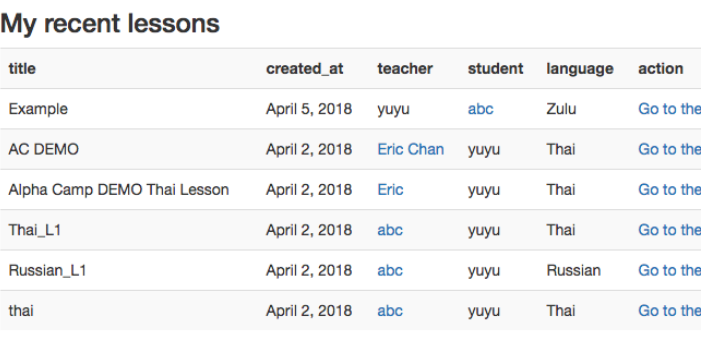 My recent lessons
title created_at teacher student language action
Example April 5, 2018 yuyu abc Zulu Go to the
AC DEMO April 2, 2018 Eric Chan yuyu Thai Go to the
Alpha Camp DEMO Thai Lesson April 2, 2018 Eric yuyu Thai Go to the
Thai_L1 April 2, 2018 abc yuyu Thai Go to the
Russian_L1 April 2, 2018 abc yuyu Russian Go to the
thai April 2, 2018 abc yuyu Thai Go to the